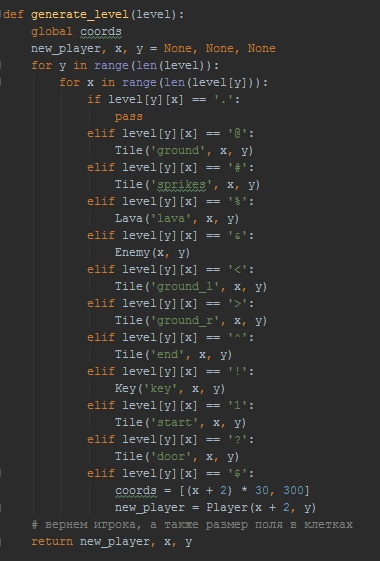 def generate_level(level):
    global coords
    new_player, x, y = None, None, None
    for y in range(len(level)):
        for x in range(len(level[y])):
            if level[y][x] == '.':
                pass
            elif level[y][x] == '@':
                Tile('ground', x, y)
            elif level[y][x] == '#':
                Tile('sprikes', x, y)
            elif level[y][x] == '%':
                Lava('lava', x, y)
            elif level[y][x] == '&':
                Enemy(x, y)
            elif level[y][x] == '<':
                Tile('ground_l', x, y)
            elif level[y][x] == '>':
                Tile('ground_r', x, y)
            elif level[y][x] == '^':
                Tile('end', x, y)
            elif level[y][x] == '!':
                Key('key', x, y)
            elif level[y][x] == '1':
                Tile('start', x, y)
            elif level[y][x] == '?':
                Tile('door', x, y)
            elif level[y][x] == '$':
                coords = [(x + 2) * 30, 300]
                new_player = Player(x + 2, y)
    # вернем игрока, а также размер поля в клетках
    return new_player, x, y